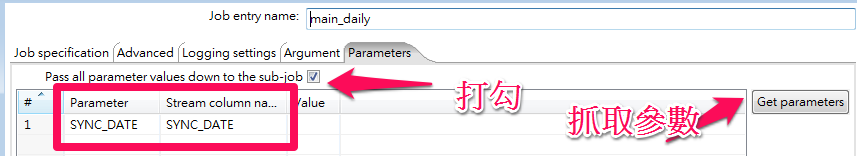 Job entry name: main_daily
Job specification Advanced Logging settings Argument Parameters
Pass all parameter values down to the sub-job
打勾
# Parameter Stream column na... Value
Get parameters
1 SYNC_DATE SYNC_DATE
抓取參數